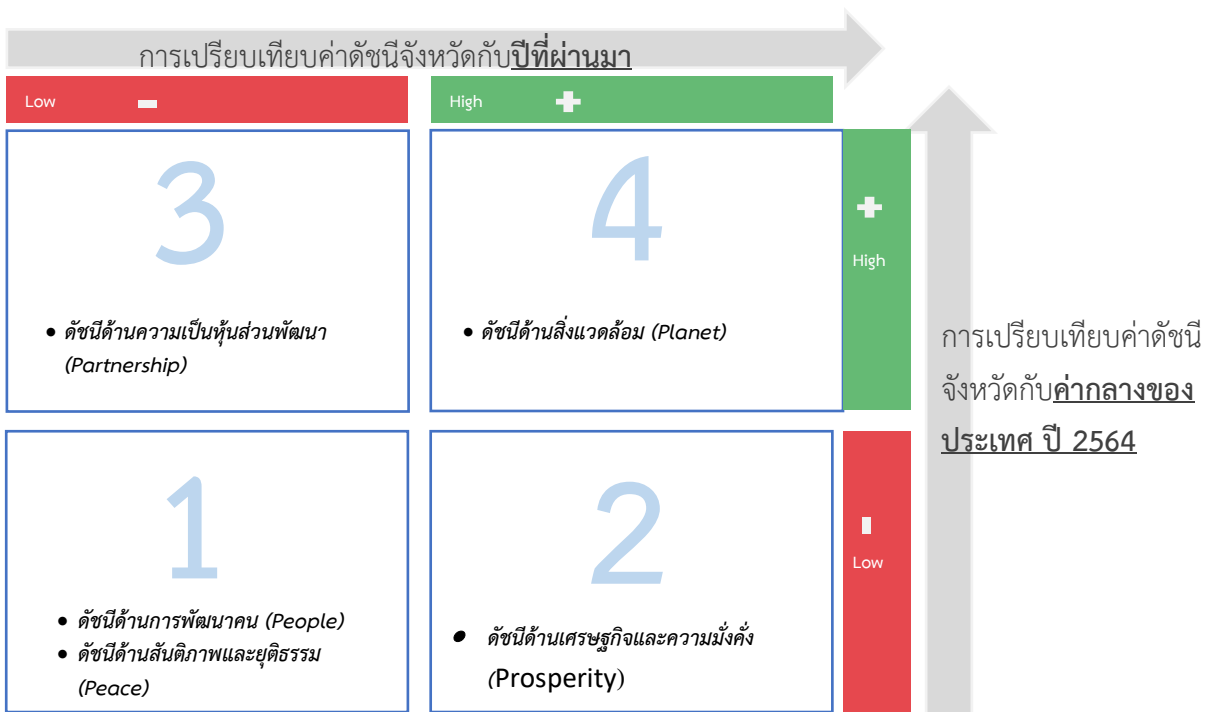 การเปรียบเทียบค่าดัชนีจังหวัดกับปีที่ผ่านมา
Low -
High +
3
• ดัชนีด้านความเป็นหุ้นส่วนพัฒนา
(Partnership)
4
• ดัชนีด้านสิ่งแวดล้อม (Planet)
+
High
การเปรียบเทียบค่าดัชนี
จังหวัดกับค่ากลางของ
ประเทศ ปี 2564
1
• ดัชนีด้านการพัฒนาคน (People)
• ดัชนีด้านสันติภาพและยุติธรรม
(Peace)
2
• ดัชนีด้านเศรษฐกิจและความมั่งคั่ง
(Prosperity)
-
Low